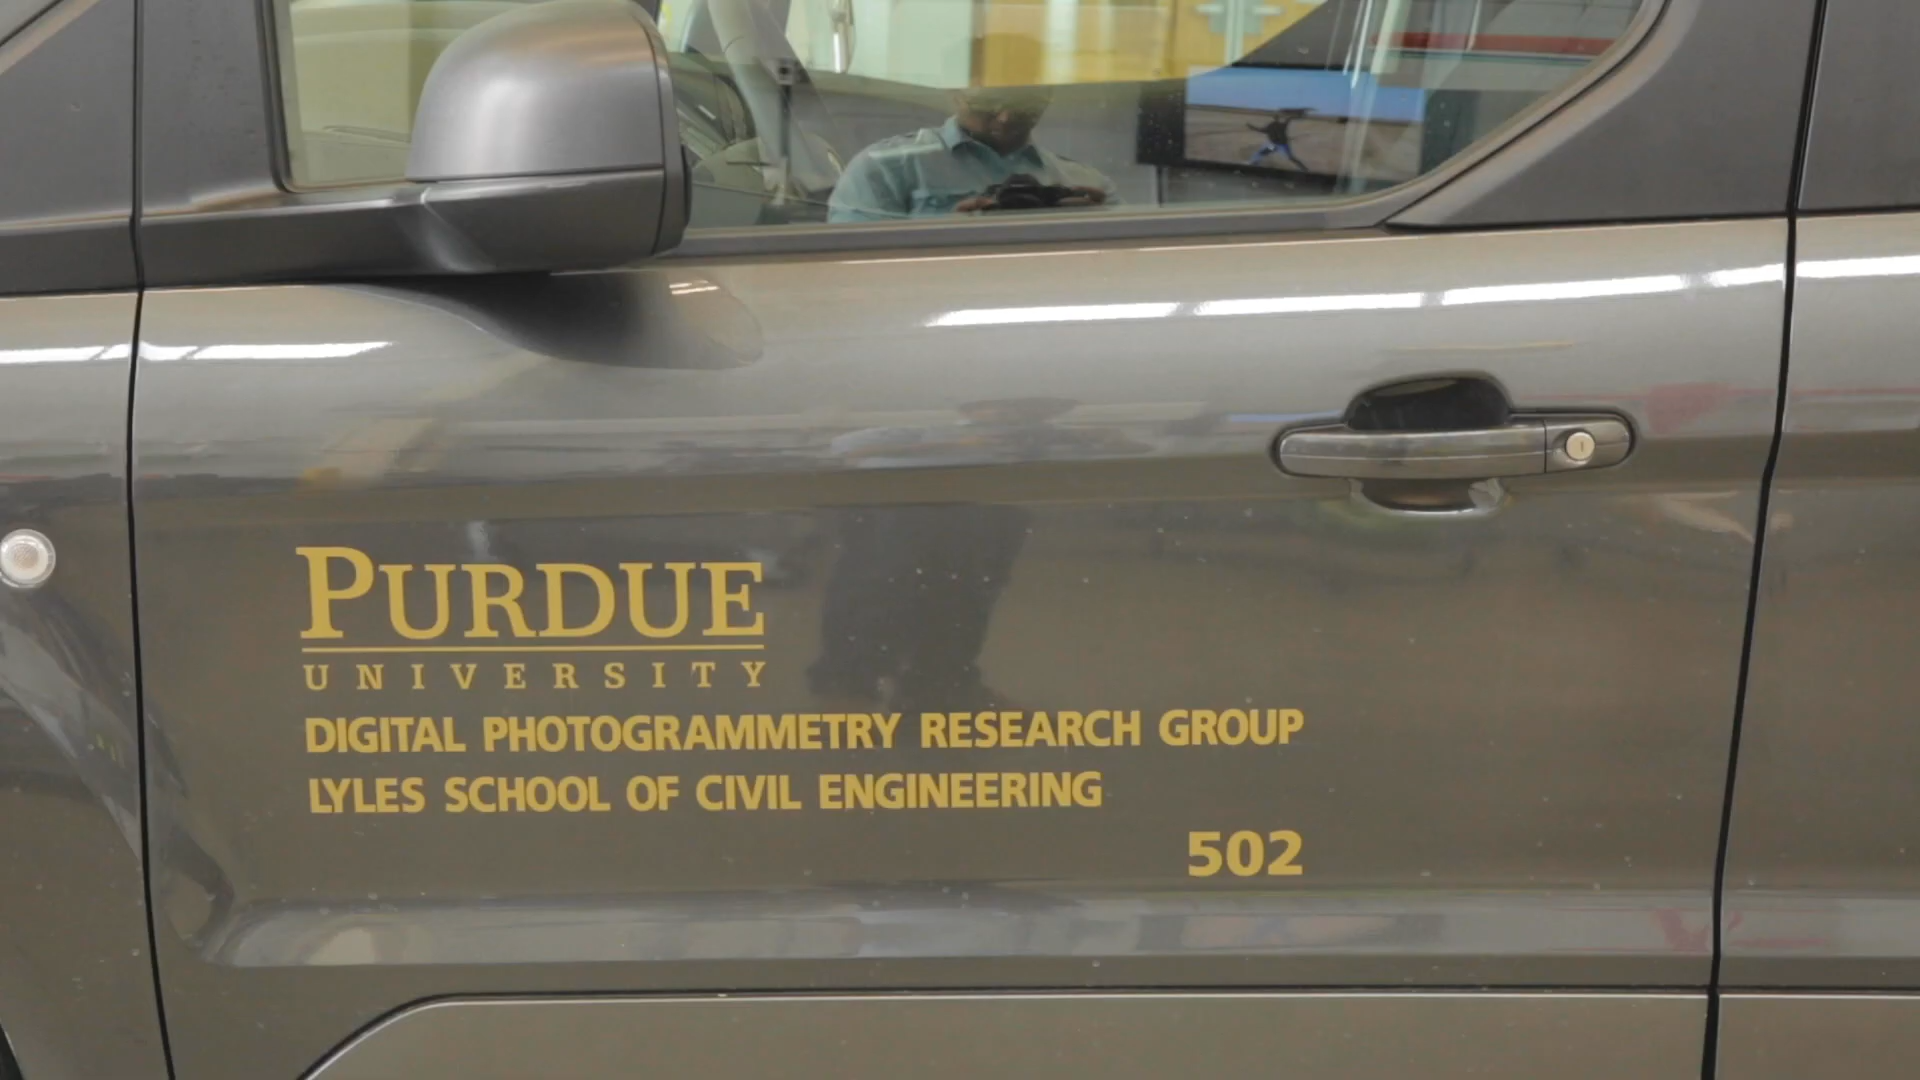 PURDUE
UNIVERSITY
DIGITAL PHOTOGRAMMETRY RESEARCH GROUP
LYLES SCHOOL OF CIVIL ENGINEERING
502